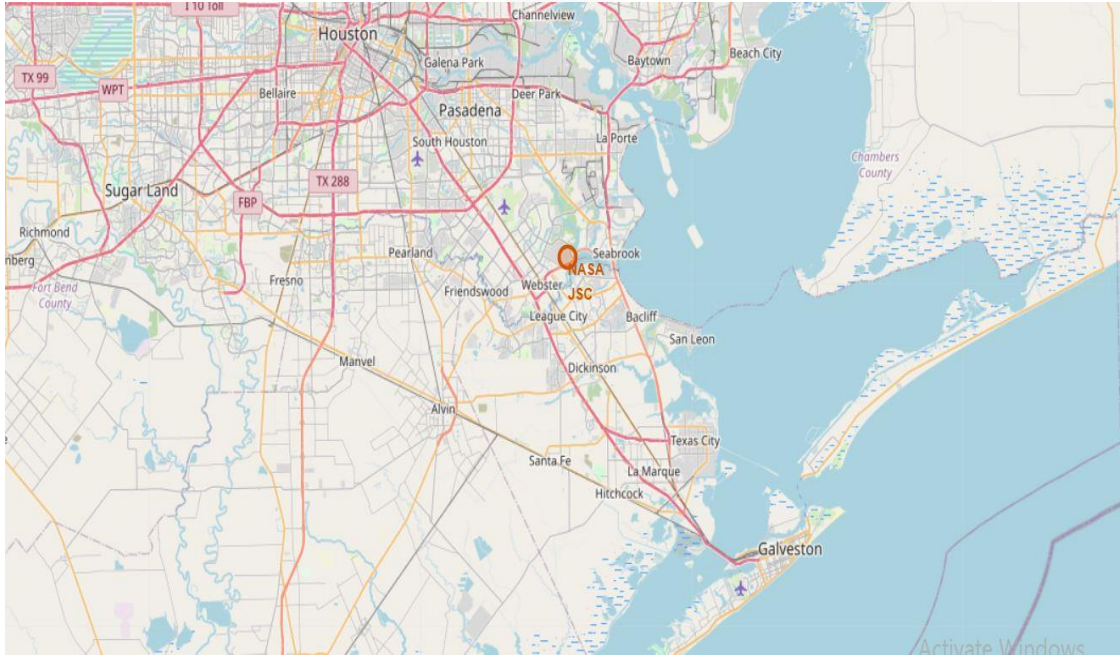 I 10 Toll
Channelview
Houston
Beach City
Galena Park
Baytown
TX 99
WPT
Bellaire
Deer Park
Pasadena
La Porte
South Houston
Chambers
County
TX 288
Sugar Land
FBP
Richmond
nberg
Pearland
Seabrook
NASA
JSC
Fresno
Fort Bend
County
Friendswood
Webster
League City
Bacliff
San Leon
Manvel
Dickinson
Alvin
Texas City
Santa Fe
La Marque
Hitchcock
Galveston
Activate Windows